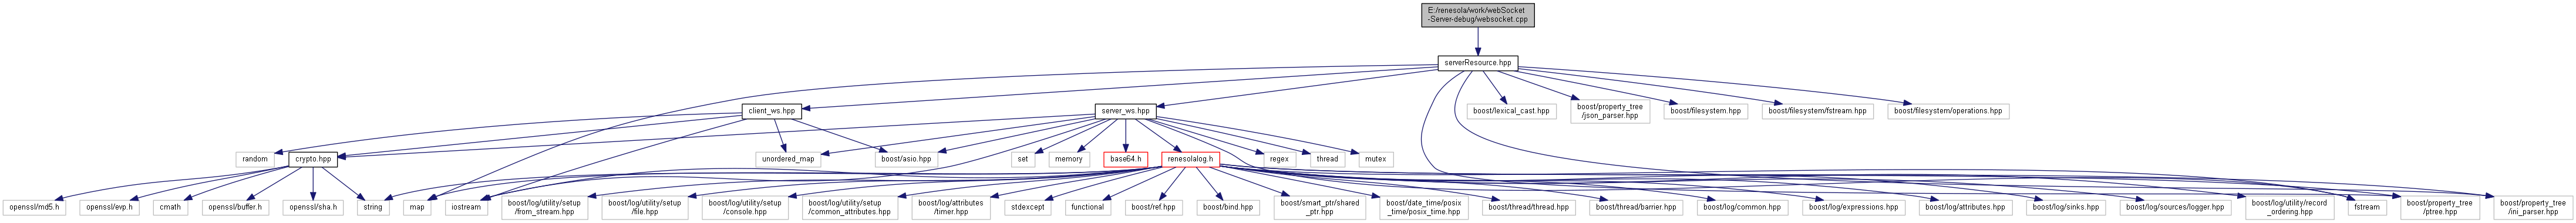 E:/renesola/work/webSocket
-Server-debug/websocket.cpp
serverResource.hpp
client_ws.hpp
server_ws.hpp
boost/lexical_cast.hpp
boost/property_tree
/json_parser.hpp
boost/filesystem.hpp
boost/filesystem/fstream.hpp
boost/filesystem/operations.hpp
random
crypto.hpp
unordered_map
boost/asio.hpp
set
memory
base64.h
renesolalog.h
regex
thread
mutex
openssl/md5.h
openssl/evp.h
cmath
openssl/buffer.h
openssl/sha.h
string
map
iostream
boost/log/utility/setup
/from_stream.hpp
boost/log/utility/setup
/file.hpp
boost/log/utility/setup
/console.hpp
boost/log/utility/setup
/common_attributes.hpp
boost/log/attributes
/timer.hpp
stdexcept
functional
boost/ref.hpp
boost/bind.hpp
boost/smart_ptr/shared
_ptr.hpp
boost/date_time/posix
_time/posix_time.hpp
boost/thread/thread.hpp
boost/thread/barrier.hpp
boost/log/common.hpp
boost/log/expressions.hpp
boost/log/attributes.hpp
boost/log/sinks.hpp
boost/log/sources/logger.hpp
boost/log/utility/record
_ordering.hpp
fstream
boost/property_tree
/ptree.hpp
boost/property_tree
/ini_parser.hpp